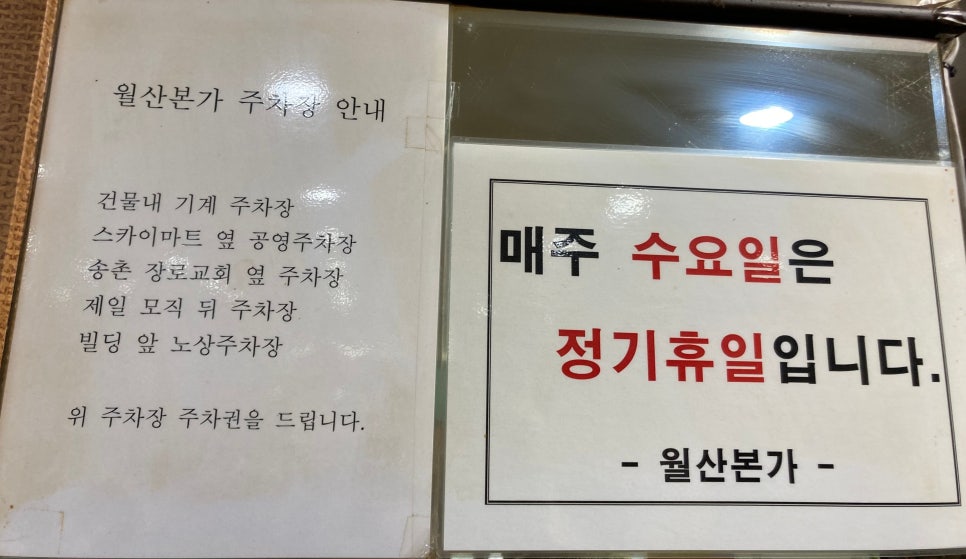 월산본가 주차장 안내
건물내 기계 주차장
스카이마트 옆 공영주차장
송촌 장로교회 옆 주차장
제일 모직 뒤 주차장
빌딩 앞 노상주차장
위 주차장 주차권을 드립니다.
매주 수요일은
정기휴일입니다.
- 월산본가 -